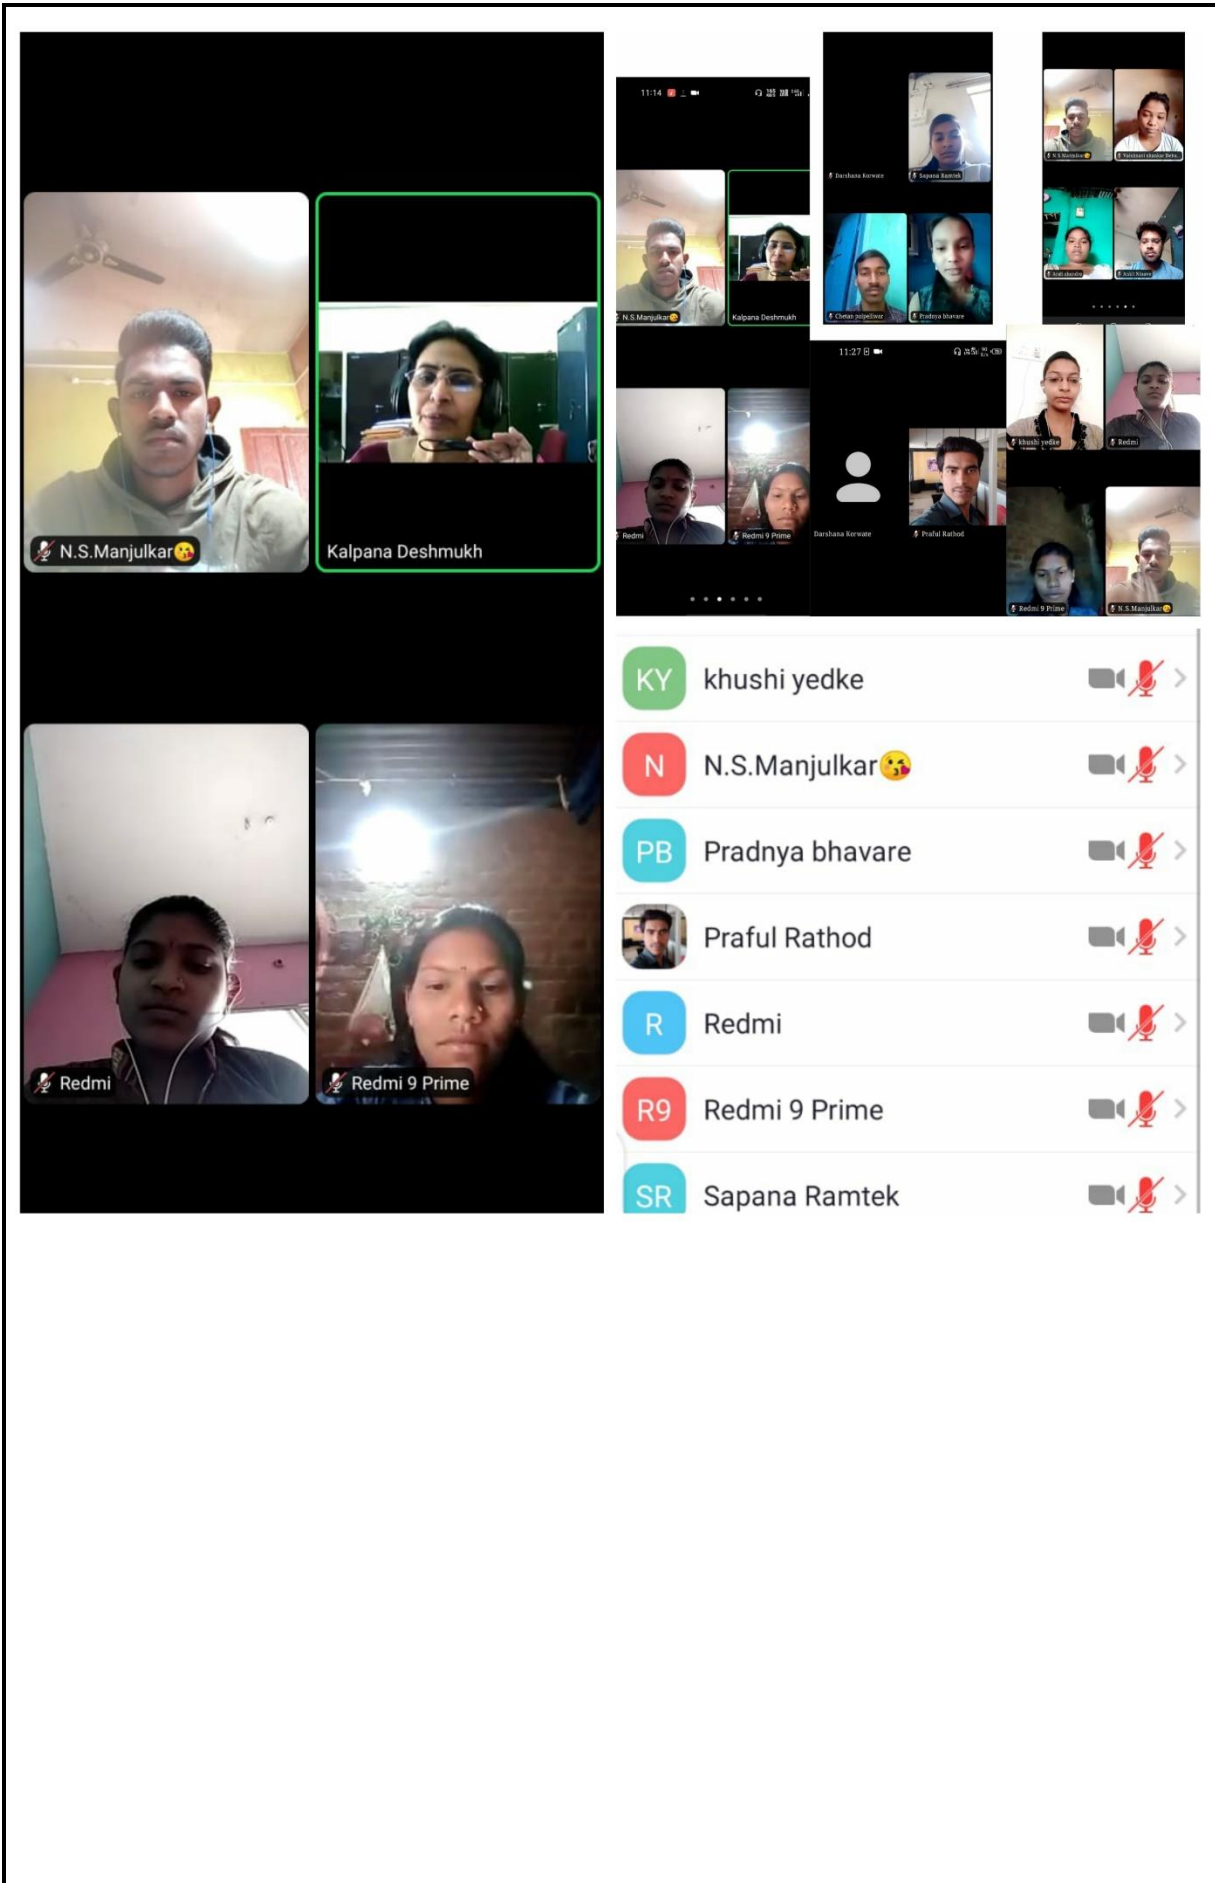 N.S.Manjulkar😘
Kalpana Deshmukh
Redmi
Redmi 9 Prime
11:14
N.S.Manjulkar😘
Kalpana Deshmukh
Redmi
Redmi 9 Prime
Darshana Korwate
Sapana Ramtek
Chetan
Pradnya bhavare
N.S.Manjulkar😘
11:27
Darshana Korwate
Praful Rathod
khushi yedke
Redmi
Redmi 9 Prime
N.S.Manjulkar😘
KY khushi yedke
N N.S.Manjulkar😘
PB Pradnya bhavare
Praful Rathod
R Redmi
R9 Redmi 9 Prime
SR Sapana Ramtek